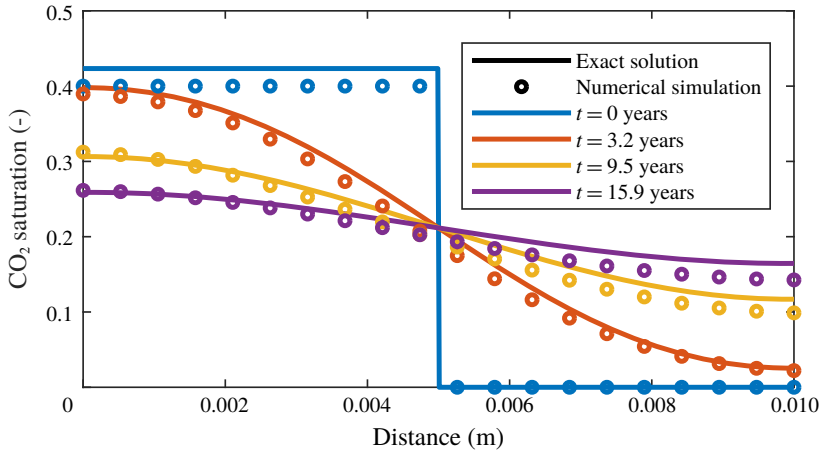 0.5
0.4
0.3
0.2
0.1
0
0.002
0.004
0.006
0.008
0.010
CO₂ saturation (-)
Distance (m)
Exact solution
Numerical simulation
t = 0 years
t = 3.2 years
t = 9.5 years
t = 15.9 years